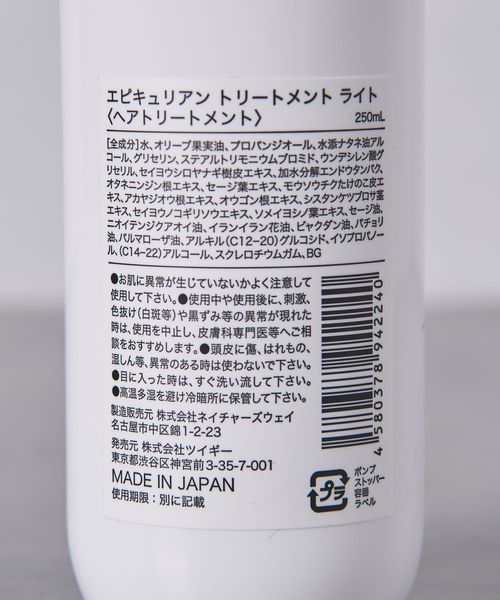 エピキュリアン トリートメント ライト
〈ヘアトリートメント〉 250mL
[全成分]水、オリーブ果実油、プロパンジオール、水添ナタネ油アル
コール、グリセリン、ステアルトリモニウムブロミド、ウンデシレン酸グ
リセリル、セイヨウシロヤナギ樹皮エキス、加水分解エンドウタンパク、
オタネニンジン根エキス、セージ葉エキス、モウソウチクたけのこ皮エ
キス、アカヤジオウ根エキス、オウゴン根エキス、シスタンケツブロサ茎
エキス、セイヨウノコギリソウエキス、ソメイヨシノ葉エキス、セージ油、
ニオイテンジクアオイ油、イランイラン花油、ビャクダン油、パチョリ
油、パルマローザ油、アルキル(C12-20)グルコシド、イソプロパノー
ル、(C14-22)アルコール、スクレロチウムガム、BG
●お肌に異常が生じていないかよく注意して
使用して下さい。●使用中や使用後に、刺激、
色抜け(白斑等)や黒ずみ等の異常が現れた
時は、使用を中止し、皮膚科専門医等へご相
談をおすすめします。●頭皮に傷、はれもの、
湿しん等、異常のある時は使わないで下さい。
●目に入った時は、すぐ洗い流して下さい。
●高温多湿を避け冷暗所に保管して下さい。
製造販売元 株式会社ネイチャーズウェイ
名古屋市中区錦1-2-23
発売元 株式会社ツイギー
東京都渋谷区神宮前3-35-7-001
MADE IN JAPAN
使用期限：別に記載
4 580378 942240
プラ
ポンプ
ストッパー
容器
ラベル